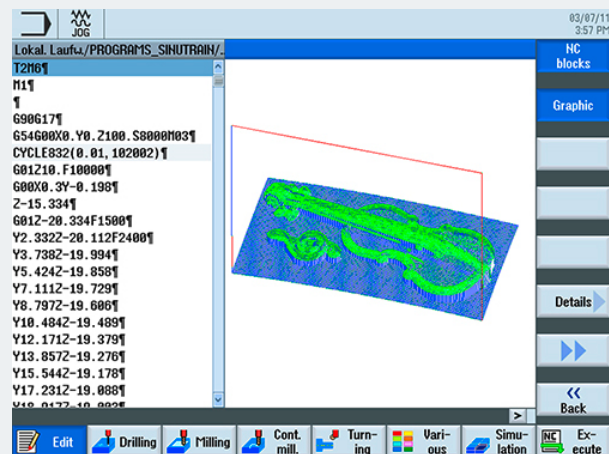 JOG
03/07/11
3:57 PM
Lokal. Laufw./PROGRAMS_SINUTRAIN/..
NC
blocks
T2M6¶
M1¶
¶
G90G17¶
G54G00X0.Y0.Z100.S8000M03¶
CYCLE832(0.01,102002)¶
G01Z10.F10000¶
G00X0.3Y-0.198¶
Z-15.334¶
G01Z-20.334F1500¶
Y2.332Z-20.112F2400¶
Y3.738Z-19.994¶
Y5.424Z-19.858¶
Y7.111Z-19.729¶
Y8.797Z-19.606¶
Y10.484Z-19.489¶
Y12.171Z-19.379¶
Y13.857Z-19.276¶
Y15.544Z-19.178¶
Y17.231Z-19.088¶
Graphic
Details
Back
Edit
Drilling
Milling
Cont.
mill.
Turn-
ing
Vari-
ous
Simu-
lation
NC
Ex-
ecute